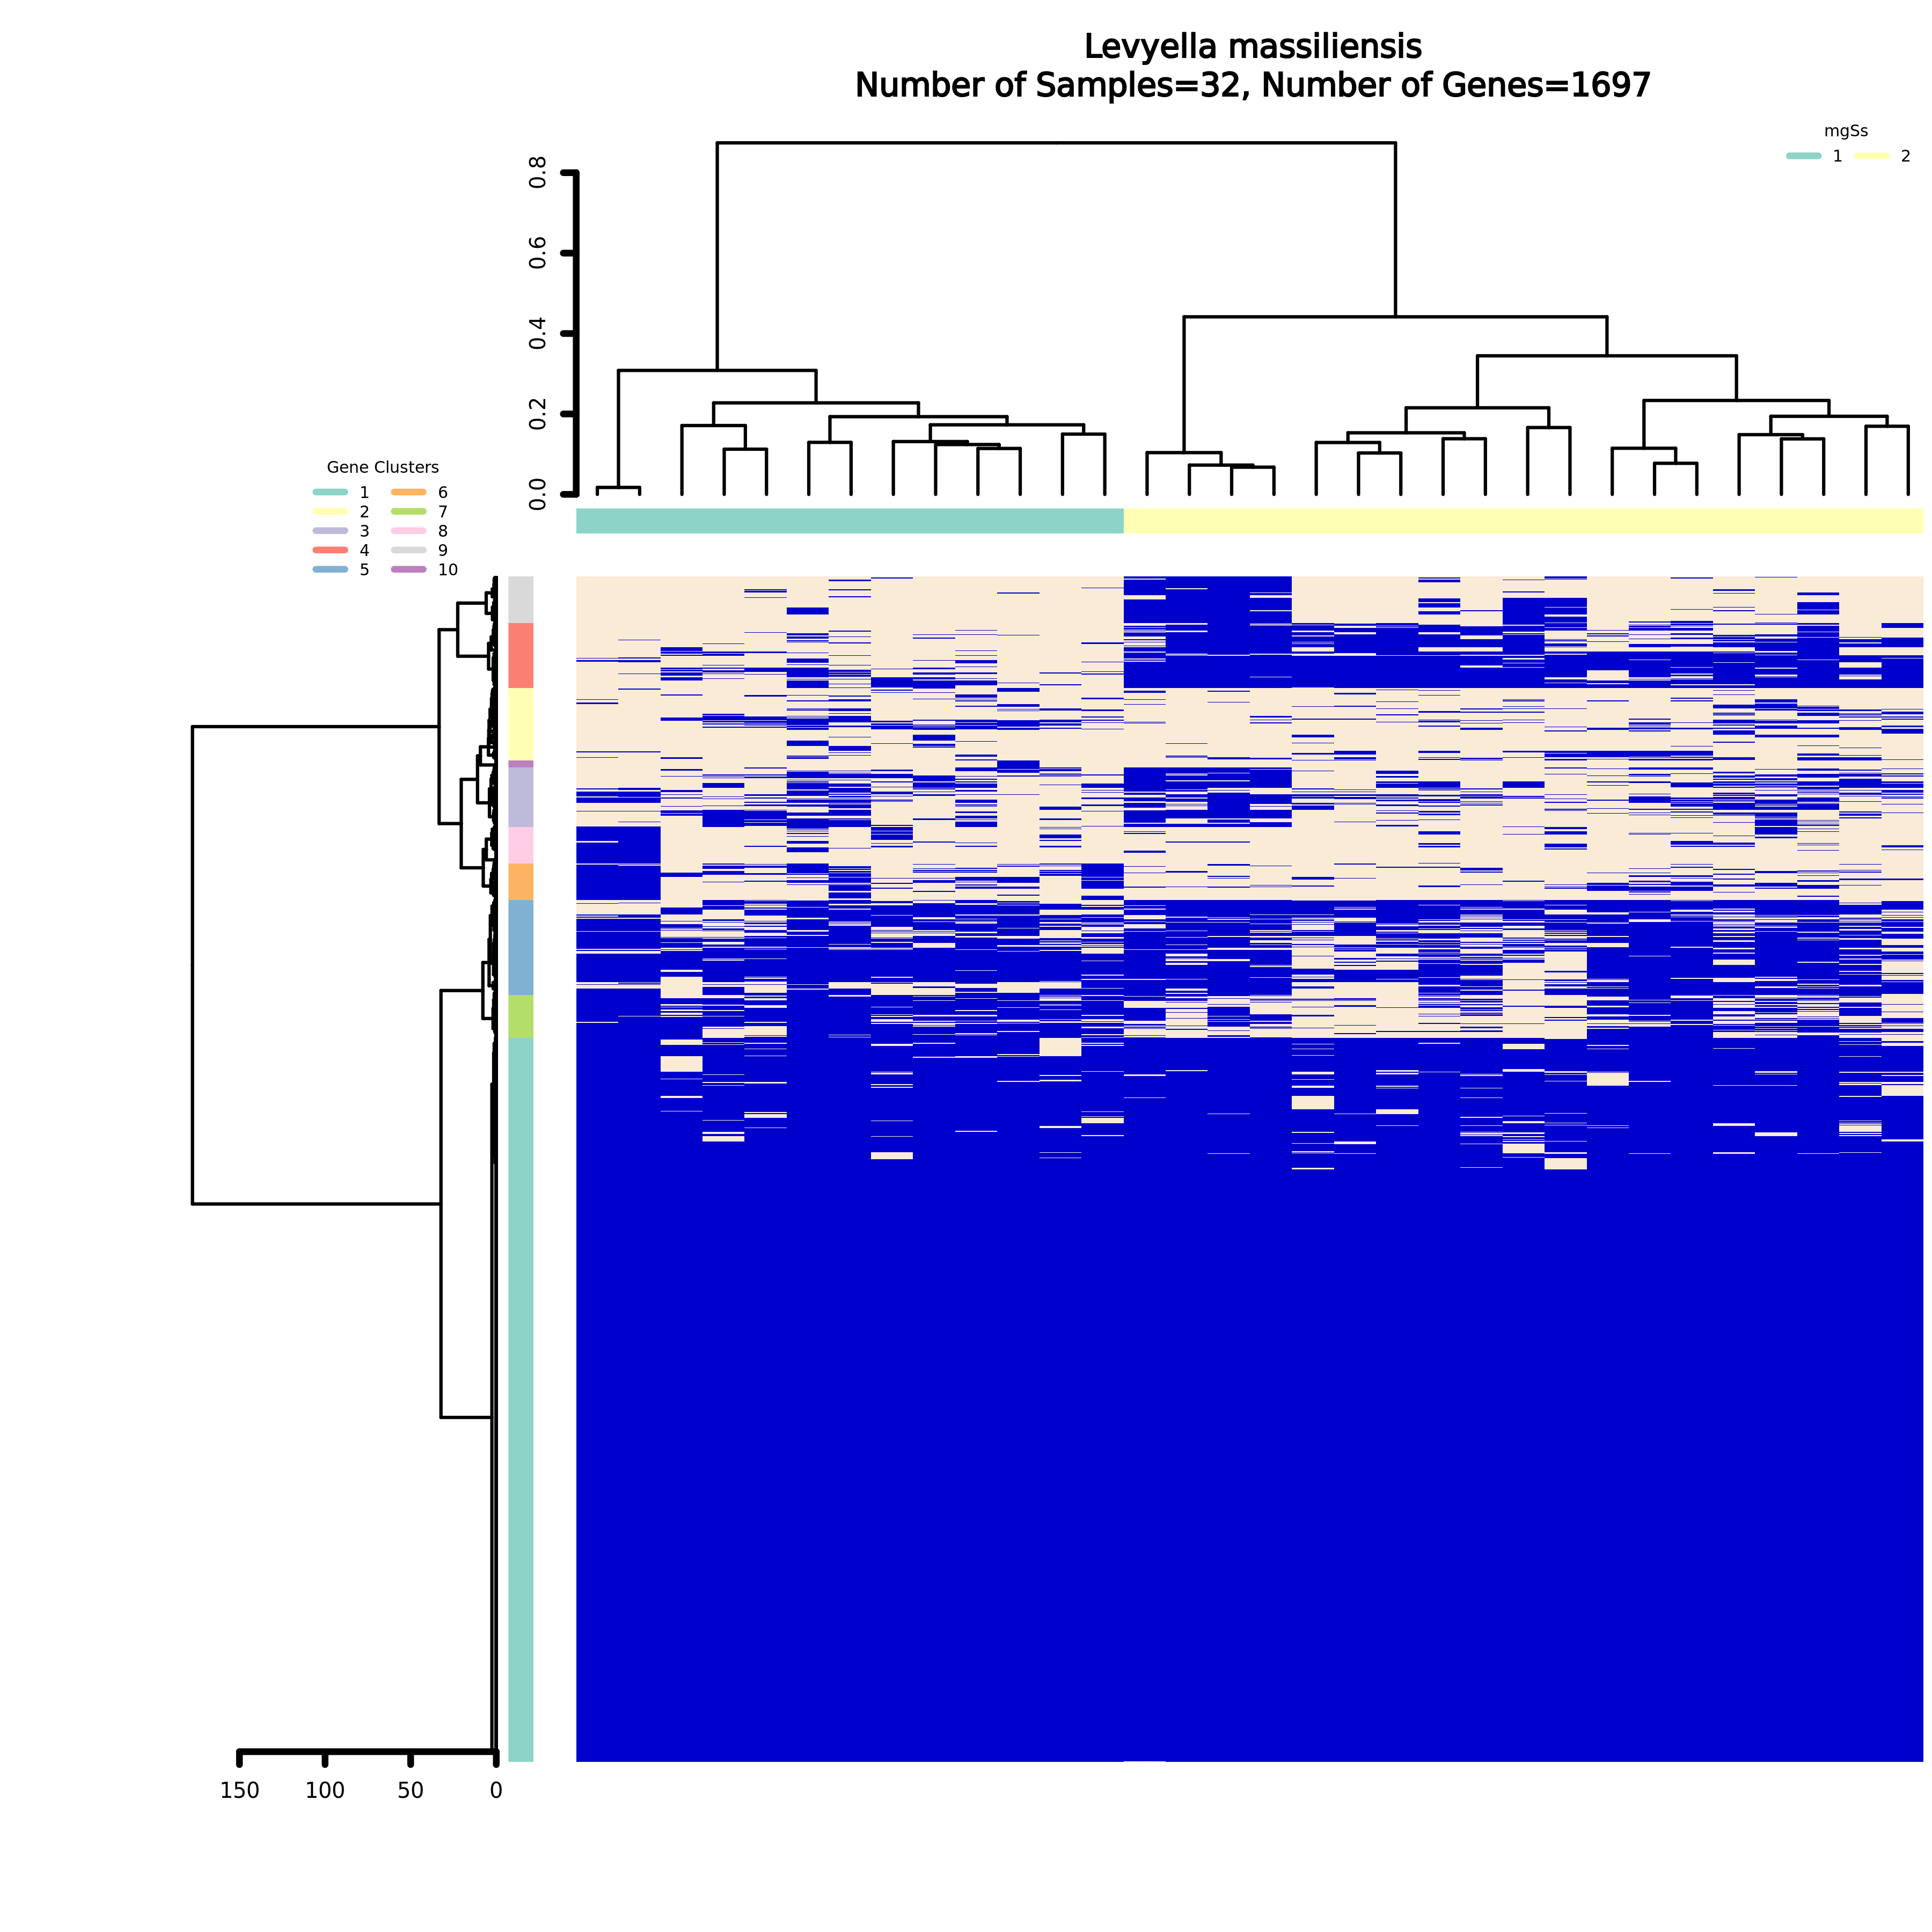 Levyella massiliensis
Number of Samples=32, Number of Genes=1697
mgSs
1 2
0.8
0.6
0.4
0.2
0.0
Gene Clusters
1 6
2 7
3 8
4 9
5 10
150 100 50 0